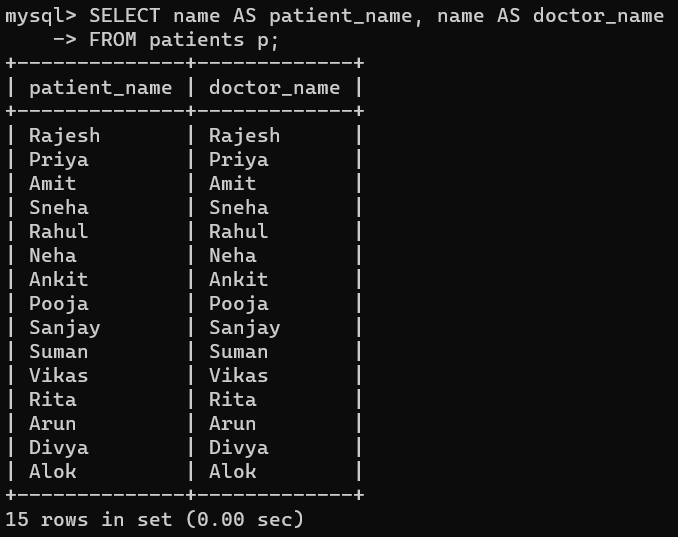 mysql> SELECT name AS patient_name, name AS doctor_name
    -> FROM patients p;
+--------------+-------------+
| patient_name | doctor_name |
+--------------+-------------+
| Rajesh       | Rajesh      |
| Priya        | Priya       |
| Amit         | Amit        |
| Sneha        | Sneha       |
| Rahul        | Rahul       |
| Neha         | Neha        |
| Ankit        | Ankit       |
| Pooja        | Pooja       |
| Sanjay       | Sanjay      |
| Suman        | Suman       |
| Vikas        | Vikas       |
| Rita         | Rita        |
| Arun         | Arun        |
| Divya        | Divya       |
| Alok         | Alok        |
+--------------+-------------+
15 rows in set (0.00 sec)